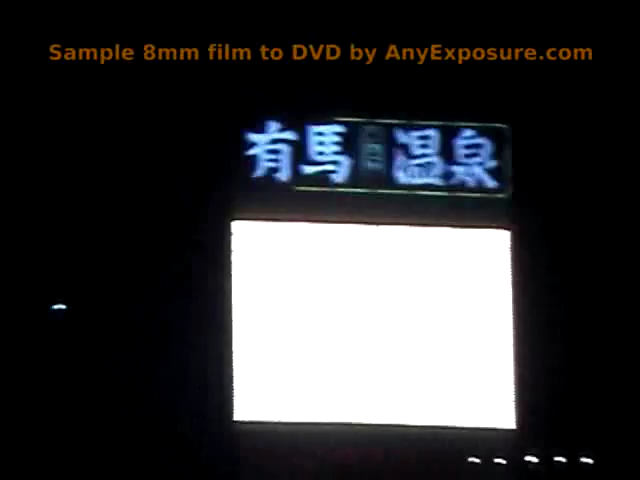 Sample 8mm film to DVD by AnyExposure.com
有馬 温泉